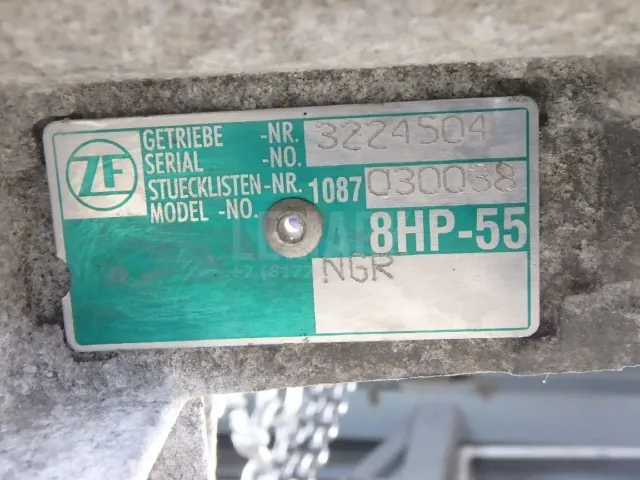 ZF
GETRIEBE -NR. 3224504
SERIAL -NO.
STUECKLISTEN-NR. 1087 030038
MODEL -NO.
8HP-55
NGR